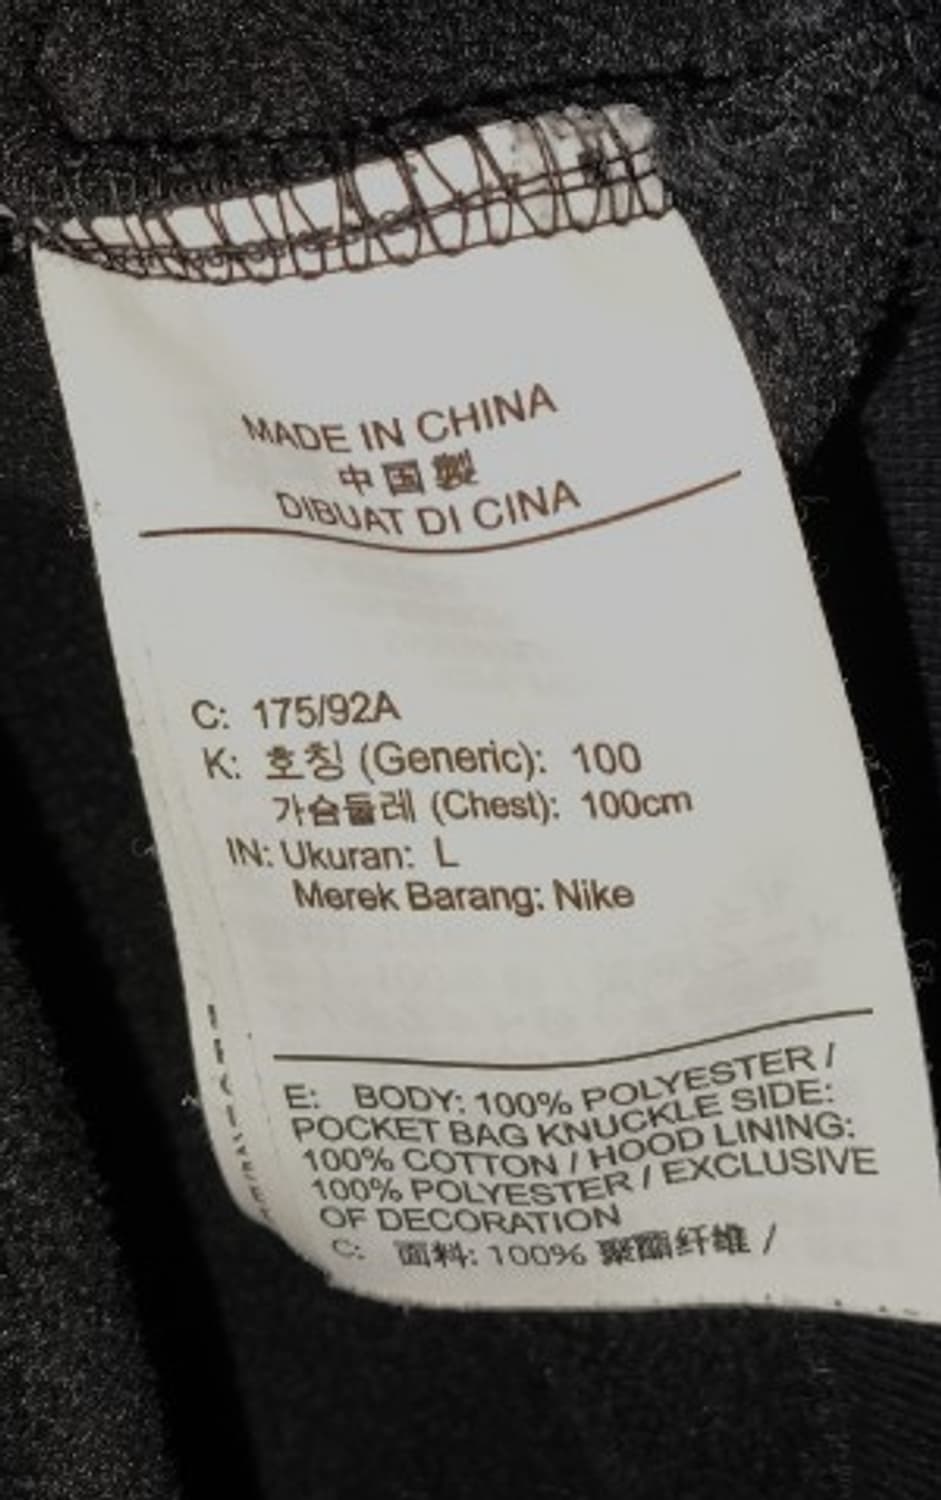 MADE IN CHINA
中国製
DIBUAT DI CINA
C: 175/92A
K: 호칭 (Generic): 100
가슴둘레 (Chest): 100cm
IN: Ukuran: L
Merek Barang: Nike
E: BODY: 100% POLYESTER /
POCKET BAG KNUCKLE SIDE:
100% COTTON / HOOD LINING:
100% POLYESTER / EXCLUSIVE
OF DECORATION
C: 面料: 100% 聚酯纤维 /